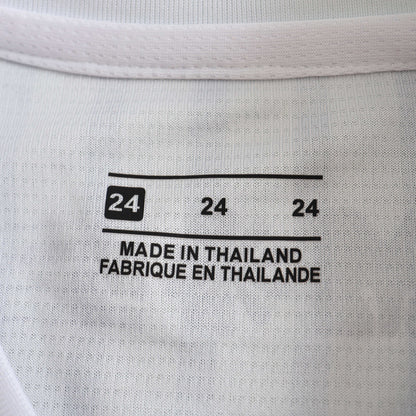 24 24 24
MADE IN THAILAND
FABRIQUE EN THAILANDE